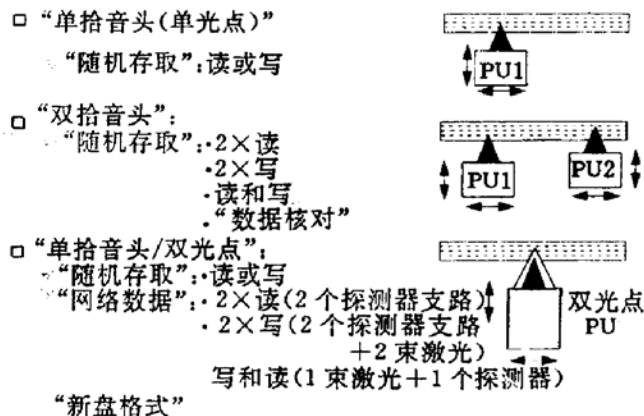 □ “单拾音头(单光点)”
“随机存取”:读或写
PU1
□ “双拾音头”:
“随机存取”:·2×读
·2×写
·读和写
·“数据核对”
PU1
PU2
□ “单拾音头/双光点”:
“随机存取”:·读或写
“网络数据”:·2×读(2个探测器支路)
·2×写(2个探测器支路
+2束激光)
写和读(1束激光+1个探测器)
双光点
PU
“新盘格式”